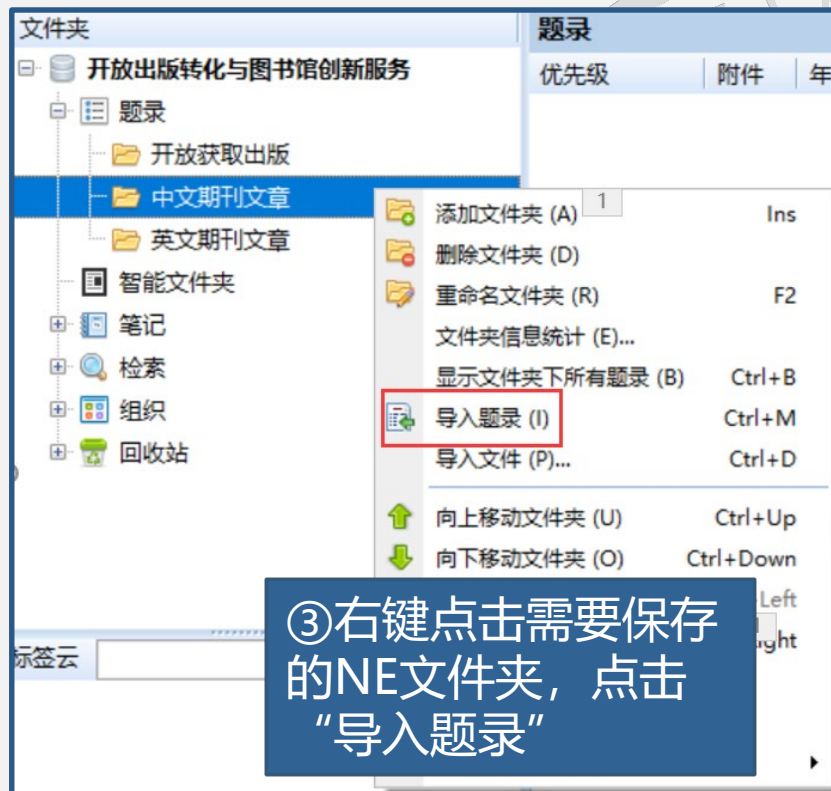 文件夹
题录
开放出版转化与图书馆创新服务
优先级 附件 年
题录
开放获取出版
中文期刊文章
英文期刊文章
智能文件夹
笔记
检索
组织
回收站
添加文件夹 (A) 1 Ins
删除文件夹 (D)
重命名文件夹 (R) F2
文件夹信息统计 (E)...
显示文件夹下所有题录 (B) Ctrl+B
导入题录 (I) Ctrl+M
导入文件 (P)... Ctrl+D
向上移动文件夹 (U) Ctrl+Up
向下移动文件夹 (O) Ctrl+Down
Left
ght
标签云
③右键点击需要保存
的NE文件夹，点击
“导入题录”